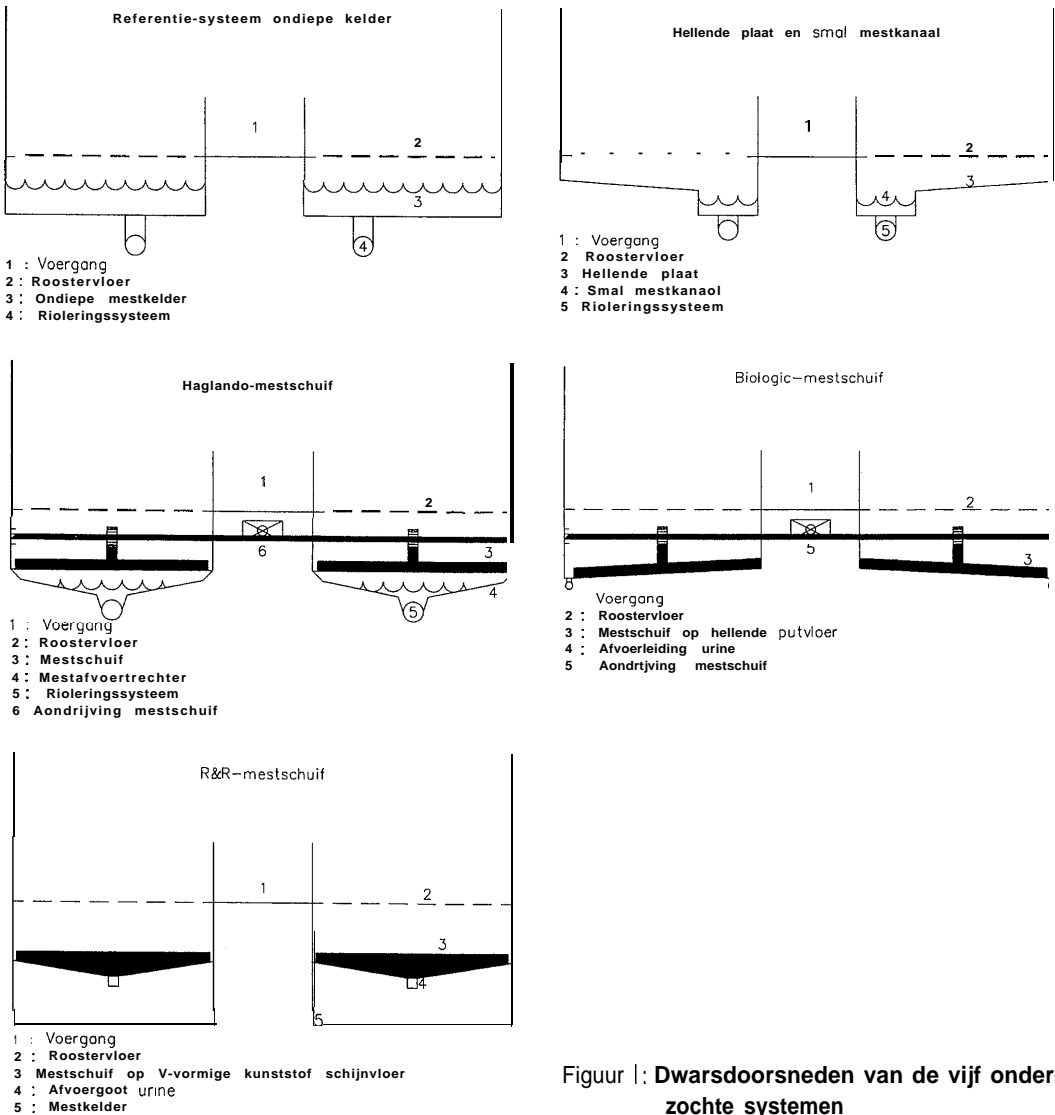 Referentie-systeem ondiepe kelder
1
2
3
4
1 : Voergang
2 : Roostervloer
3 : Ondiepe mestkelder
4 : Rioleringssysteem
Hellende plaat en smal mestkanaal
1
2
3
4
5
1 : Voergang
2 Roostervloer
3 Hellende plaat
4 : Smal mestkanaol
5 Rioleringssysteem
Haglando-mestschuif
1
2
3
4
5
6
1 : Voergang
2 : Roostervloer
3 : Mestschuif
4 : Mestafvoertrechter
5 : Rioleringssysteem
6 Aondrijving mestschuif
Biologic-mestschuif
1
2
3
5
Voergang
2 : Roostervloer
3 : Mestschuif op hellende putvloer
4 : Afvoerleiding urine
5 Aondrtjving mestschuif
R&R-mestschuif
1
2
3
4
5
1 : Voergang
2 : Roostervloer
3 Mestschuif op V-vormige kunststof schijnvloer
4 : Afvoergoot urine
5 : Mestkelder
Figuur 1: Dwarsdoorsneden van de vijf onder
zochte systemen